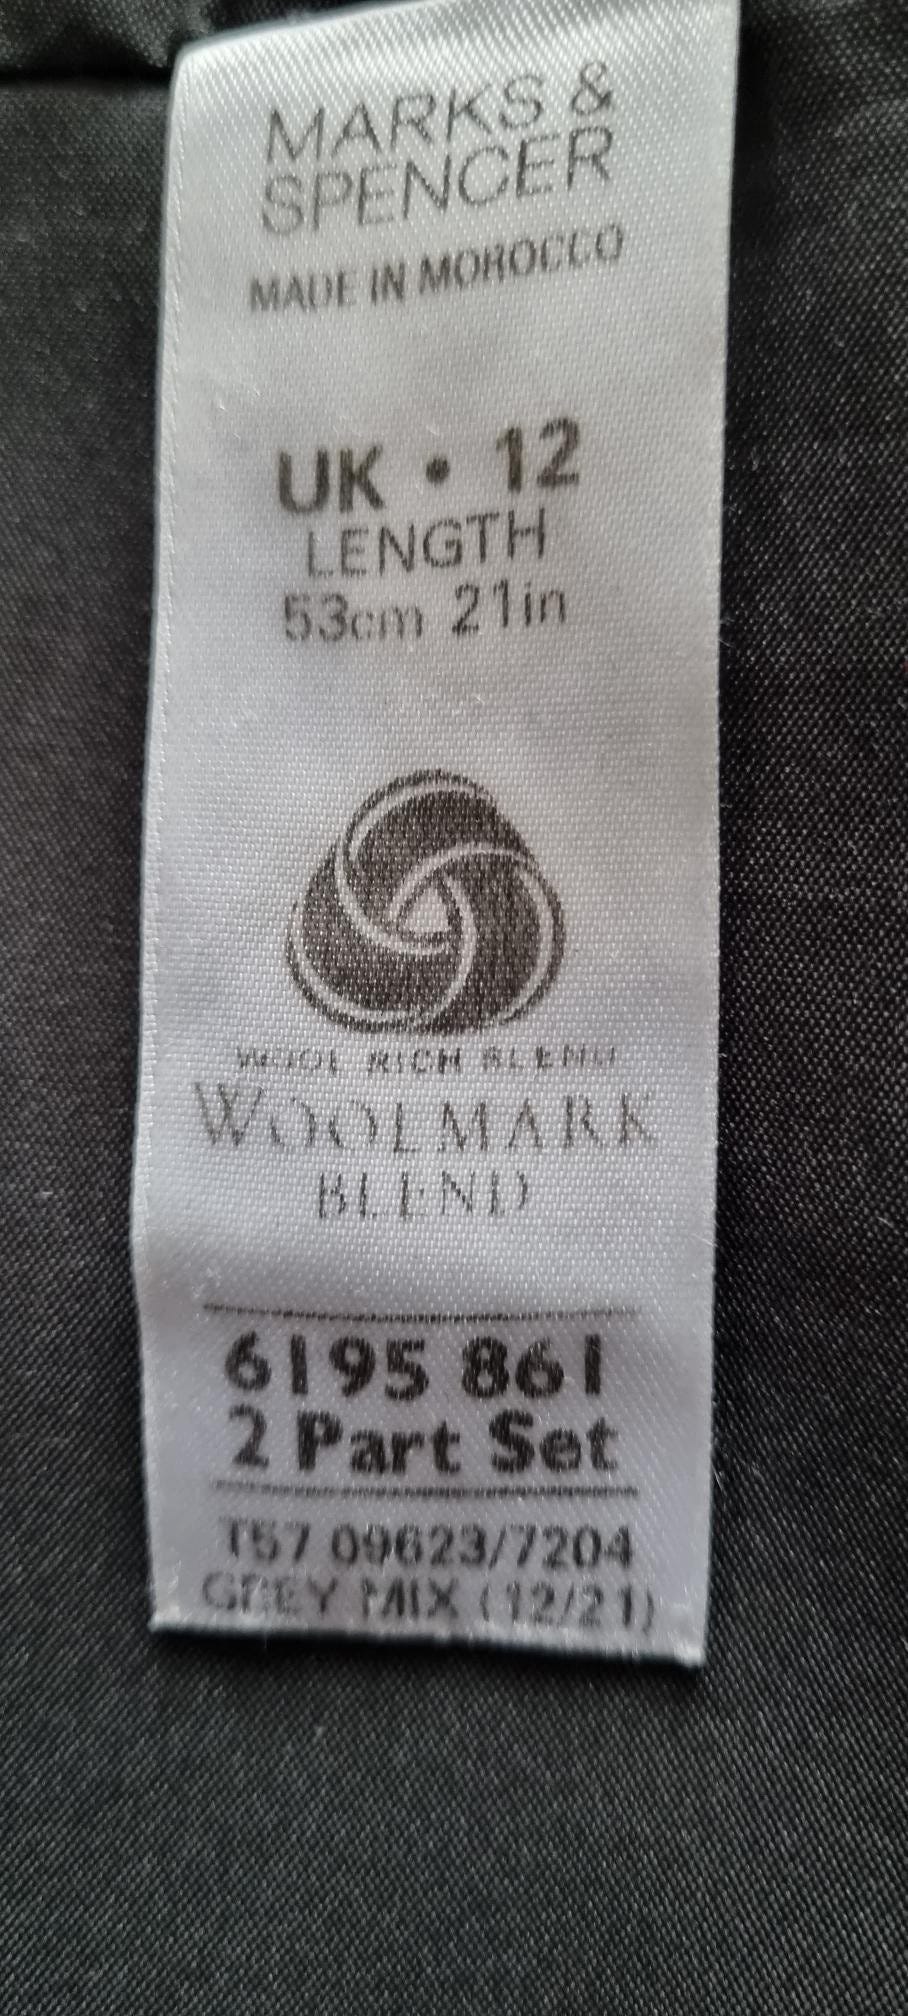 MARKS &
SPENCER
MADE IN MOROCCO
UK • 12
LENGTH
53cm 21in
WOOL RICH BLEND
WOOLMARK
BLEND
6195 861
2 Part Set
T57 09623/7204
GREY MIX (12/21)